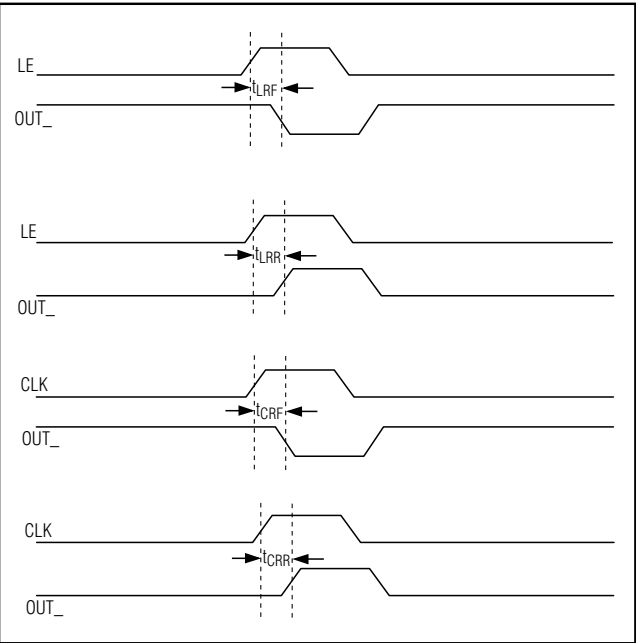 LE
tLRF
OUT_
LE
tLRR
OUT_
CLK
tCRF
OUT_
CLK
tCRR
OUT_